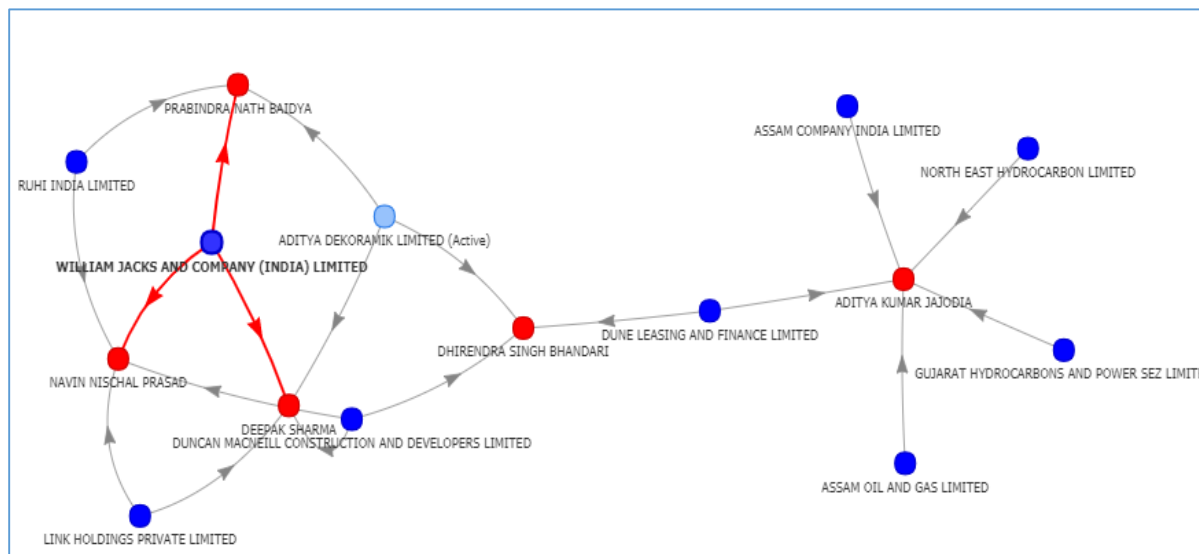 PRABINDRA NATH BAIDYA
ASSAM COMPANY INDIA LIMITED
NORTH EAST HYDROCARBON LIMITED
RUHI INDIA LIMITED
ADITYA DEKORAMIK LIMITED (Active)
WILLIAM JACKS AND COMPANY (INDIA) LIMITED
ADITYA KUMAR JAJODIA
DUNE LEASING AND FINANCE LIMITED
DHIRENDRA SINGH BHANDARI
GUJARAT HYDROCARBONS AND POWER SEZ LIMIT
NAVIN NISCHAL PRASAD
DEEPAK SHARMA
DUNCAN MACNEILL CONSTRUCTION AND DEVELOPERS LIMITED
ASSAM OIL AND GAS LIMITED
LINK HOLDINGS PRIVATE LIMITED